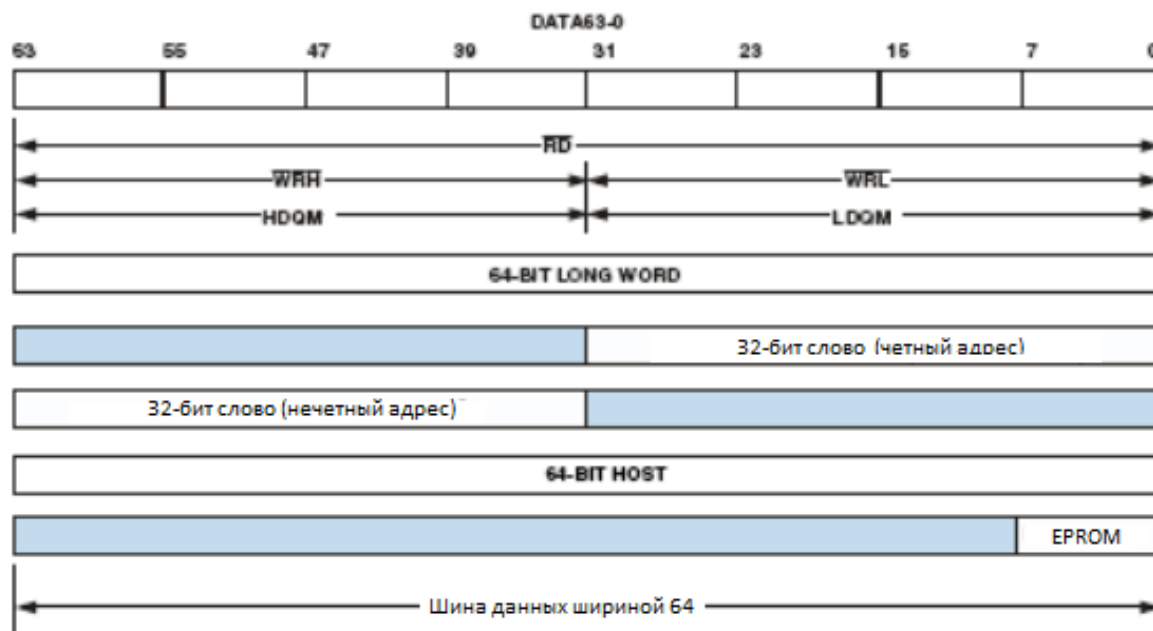 DATA63-0
63 55 47 39 31 23 15 7 0
RD
WRH WRL
HDQM LDQM
64-BIT LONG WORD
32-бит слово (четный адрес)
32-бит слово (нечетный адрес)
64-BIT HOST
EPROM
Шина данных шириной 64